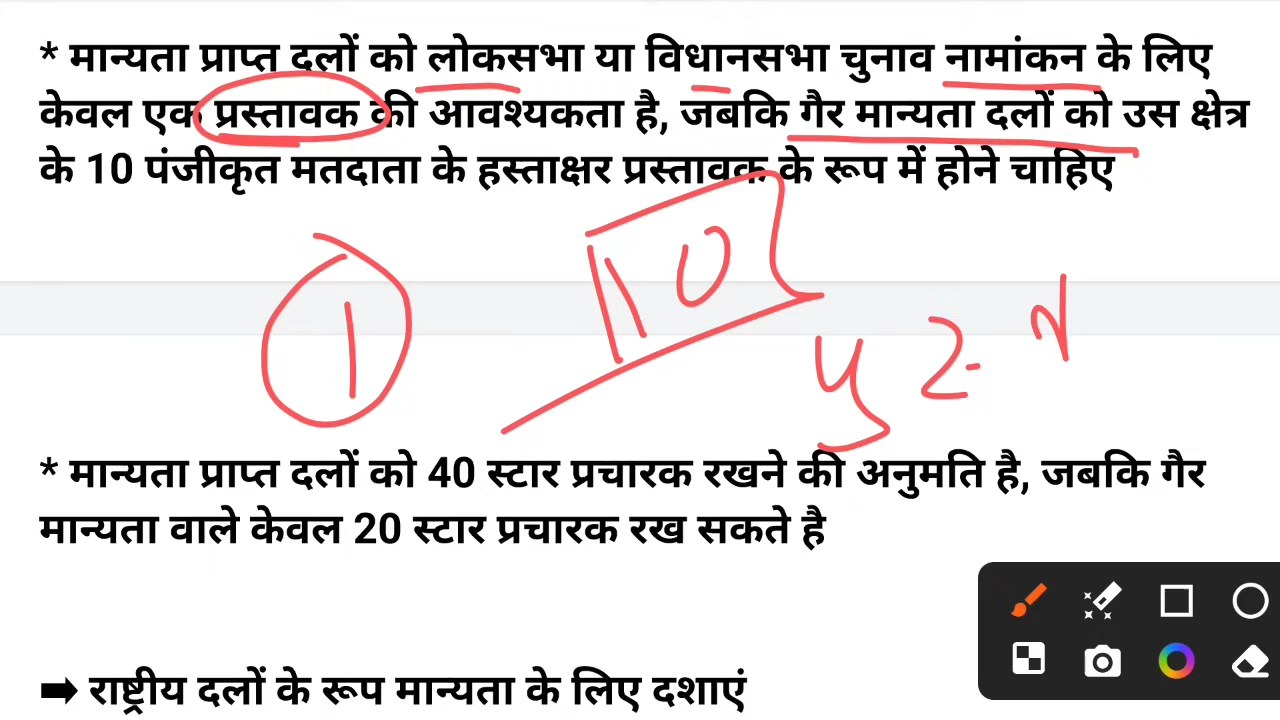 * मान्यता प्राप्त दलों को लोकसभा या विधानसभा चुनाव नामांकन के लिए
केवल एक प्रस्तावक की आवश्यकता है, जबकि गैर मान्यता दलों को उस क्षेत्र
के 10 पंजीकृत मतदाता के हस्ताक्षर प्रस्तावक के रूप में होने चाहिए
1
10
* मान्यता प्राप्त दलों को 40 स्टार प्रचारक रखने की अनुमति है, जबकि गैर
मान्यता वाले केवल 20 स्टार प्रचारक रख सकते है
➡ राष्ट्रीय दलों के रूप मान्यता के लिए दशाएं